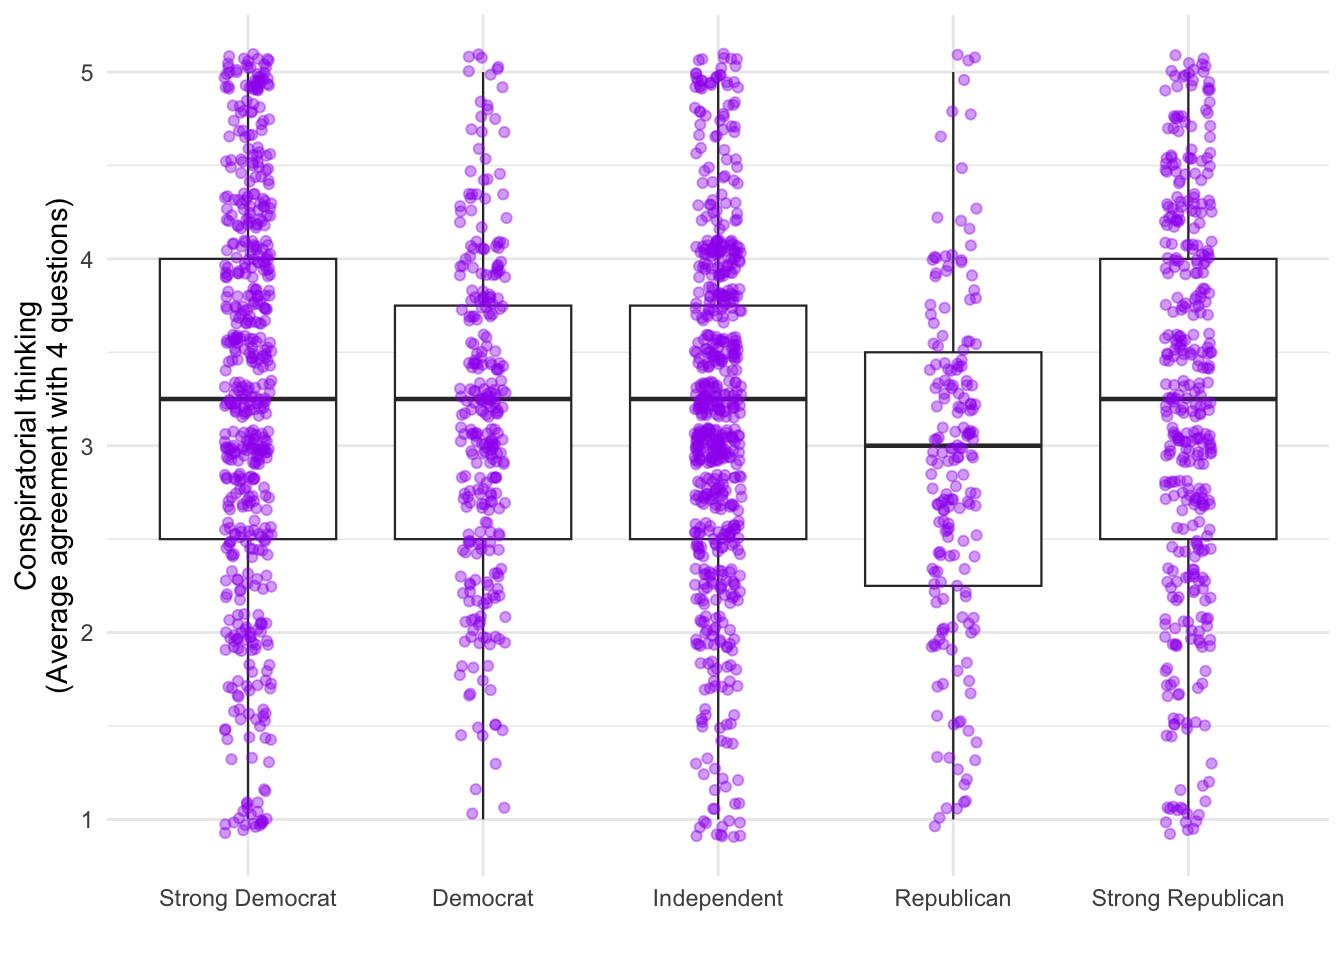 Conspiratorial thinking
(Average agreement with 4 questions)
5
4
3
2
1
Strong Democrat
Democrat
Independent
Republican
Strong Republican